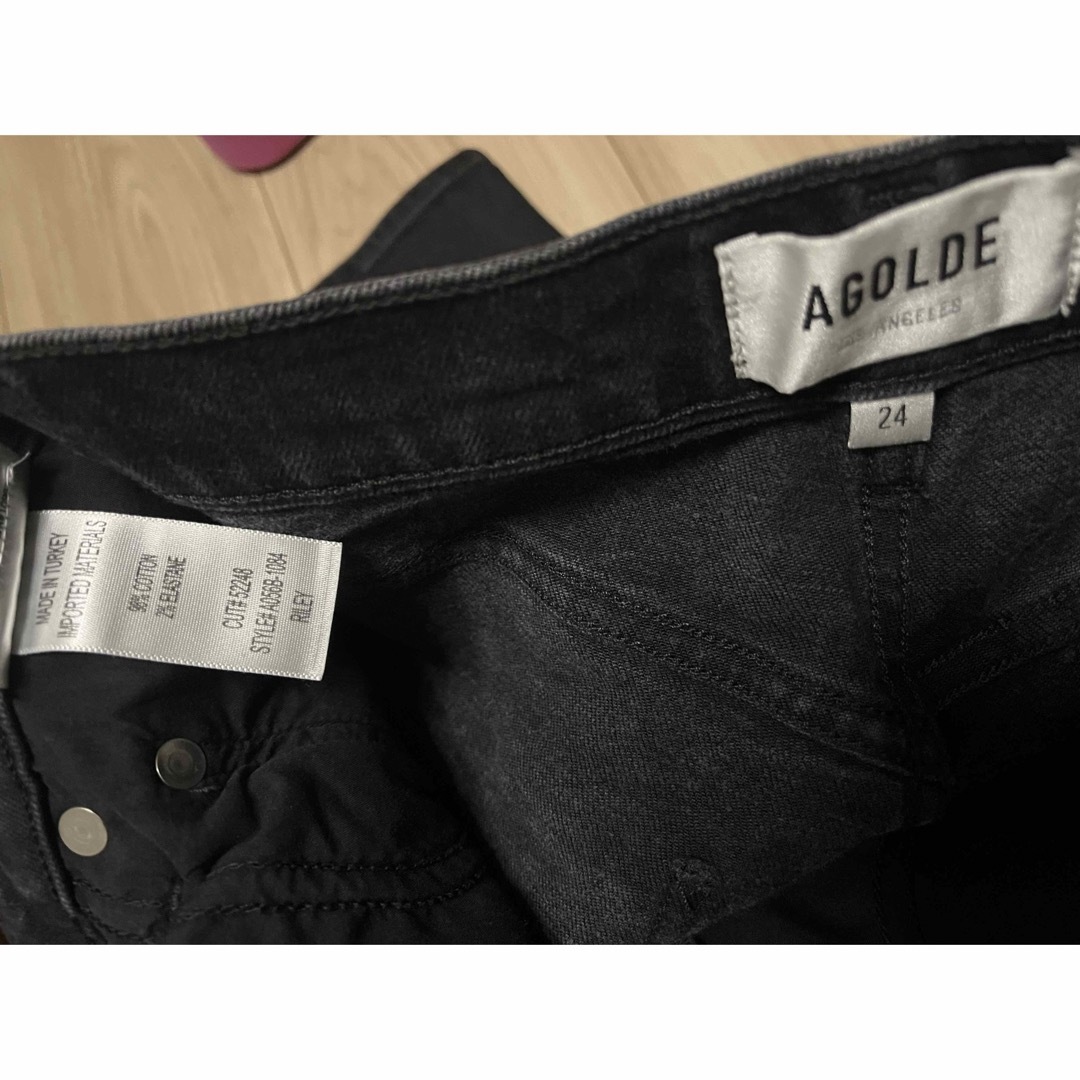 AGOLDE
LOS ANGELES
24
MADE IN TURKEY
IMPORTED MATERIALS
98% COTTON
2% ELASTANE
CUT# 52248
STYLE# A056B-1084
RILEY